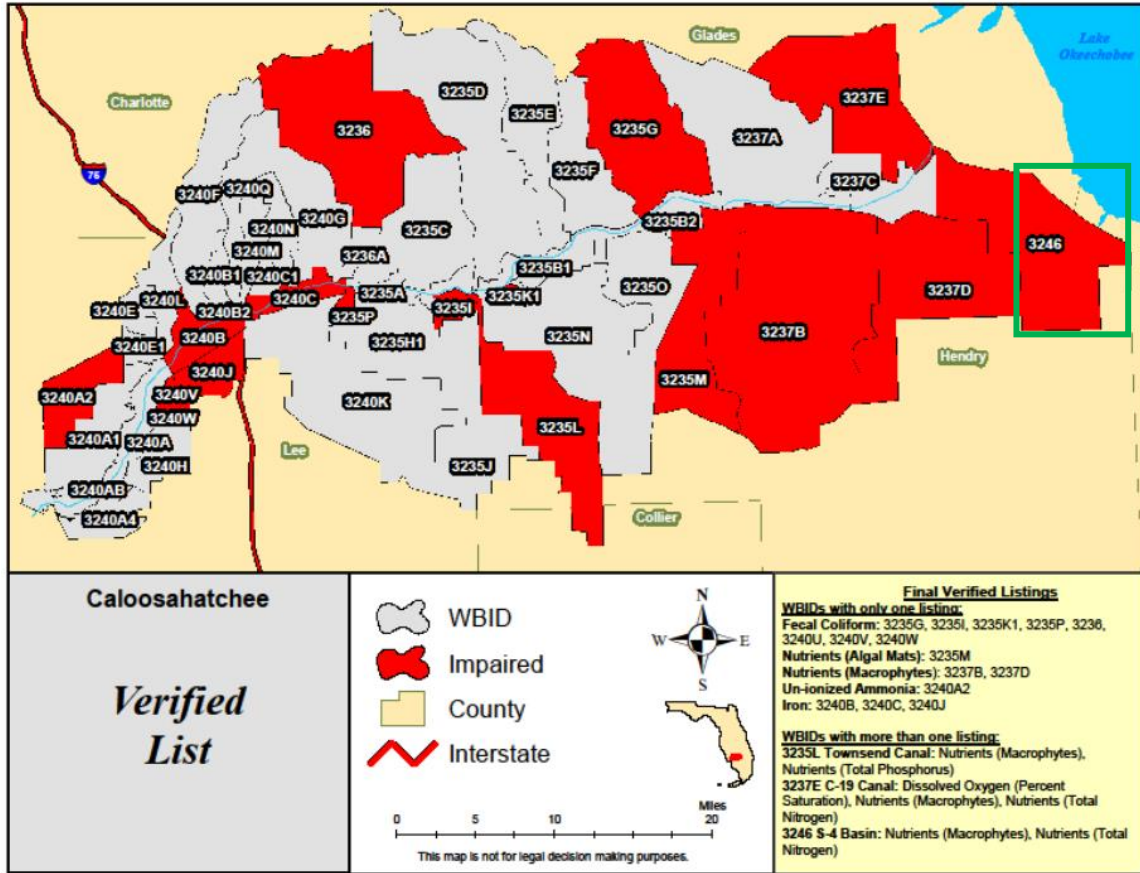 Glades
Lake
Okeechobee
Charlotte
3235D
3235E
3237E
3236
3235G
3237A
76
3235F
3237C
3240F
3240Q
3240G
3240N
3235C
3235B2
3246
3240M
3236A
3240B1
3240C1
3235B1
3235O
3240L
3240C
3235A
3235K1
3237D
3240E
3240B2
3235P
3235I
3240B
3235H1
3235N
3237B
3240E1
Hendry
3240J
3235M
3240A2
3240V
3240K
3240W
3235L
3240A1
3240A
Lee
3240H
3235J
3240AB
Collier
3240A4
Caloosahatchee
Verified
List
WBID
Impaired
County
Interstate
N
W
E
S
Miles
0 5 10 20
This map is not for legal decision making purposes.
Final Verified Listings
WBIDs with only one listing:
Fecal Coliform: 3235G, 3235I, 3235K1, 3235P, 3236,
3240U, 3240V, 3240W
Nutrients (Algal Mats): 3235M
Nutrients (Macrophytes): 3237B, 3237D
Un-ionized Ammonia: 3240A2
Iron: 3240B, 3240C, 3240J
WBIDs with more than one listing:
3235L Townsend Canal: Nutrients (Macrophytes),
Nutrients (Total Phosphorus)
3237E C-19 Canal: Dissolved Oxygen (Percent
Saturation), Nutrients (Macrophytes), Nutrients (Total
Nitrogen)
3246 S-4 Basin: Nutrients (Macrophytes), Nutrients (Total
Nitrogen)